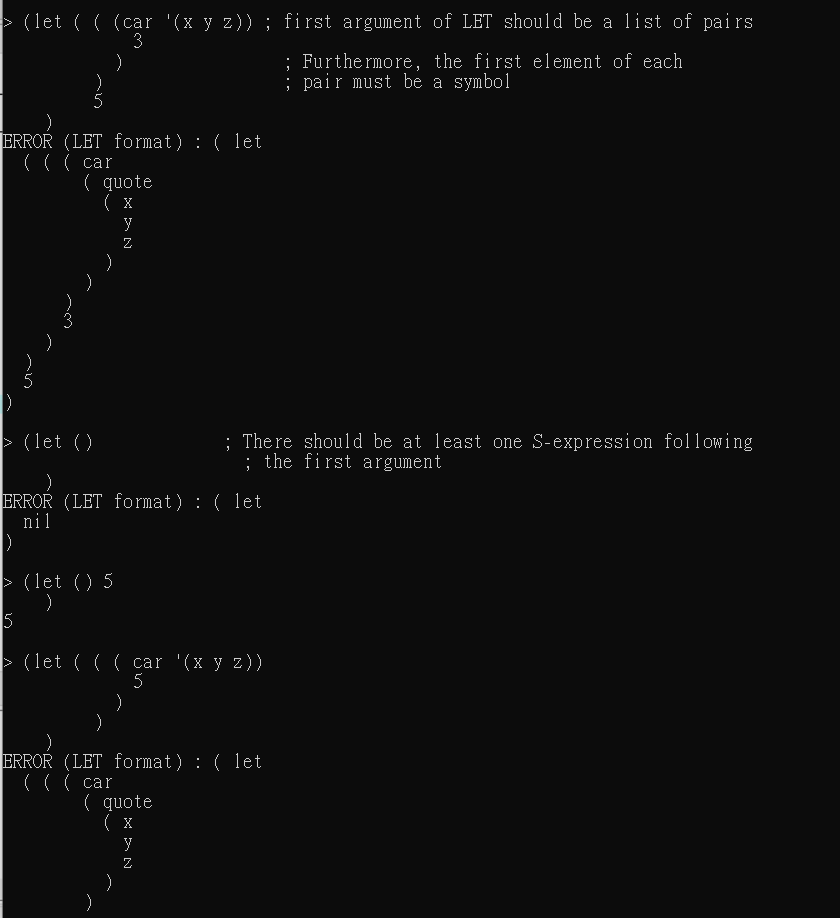 > (let ( ( (car '(x y z)) ; first argument of LET should be a list of pairs
3
) ; Furthermore, the first element of each
) ; pair must be a symbol
5
)
ERROR (LET format) : ( let
( ( ( car
( quote
( x
y
z
)
)
)
3
)
)
5
)
> (let () ; There should be at least one S-expression following
; the first argument
)
ERROR (LET format) : ( let
nil
)
> (let () 5
)
5
> (let ( ( ( car '(x y z))
5
)
)
)
ERROR (LET format) : ( let
( ( ( car
( quote
( x
y
z
)
)